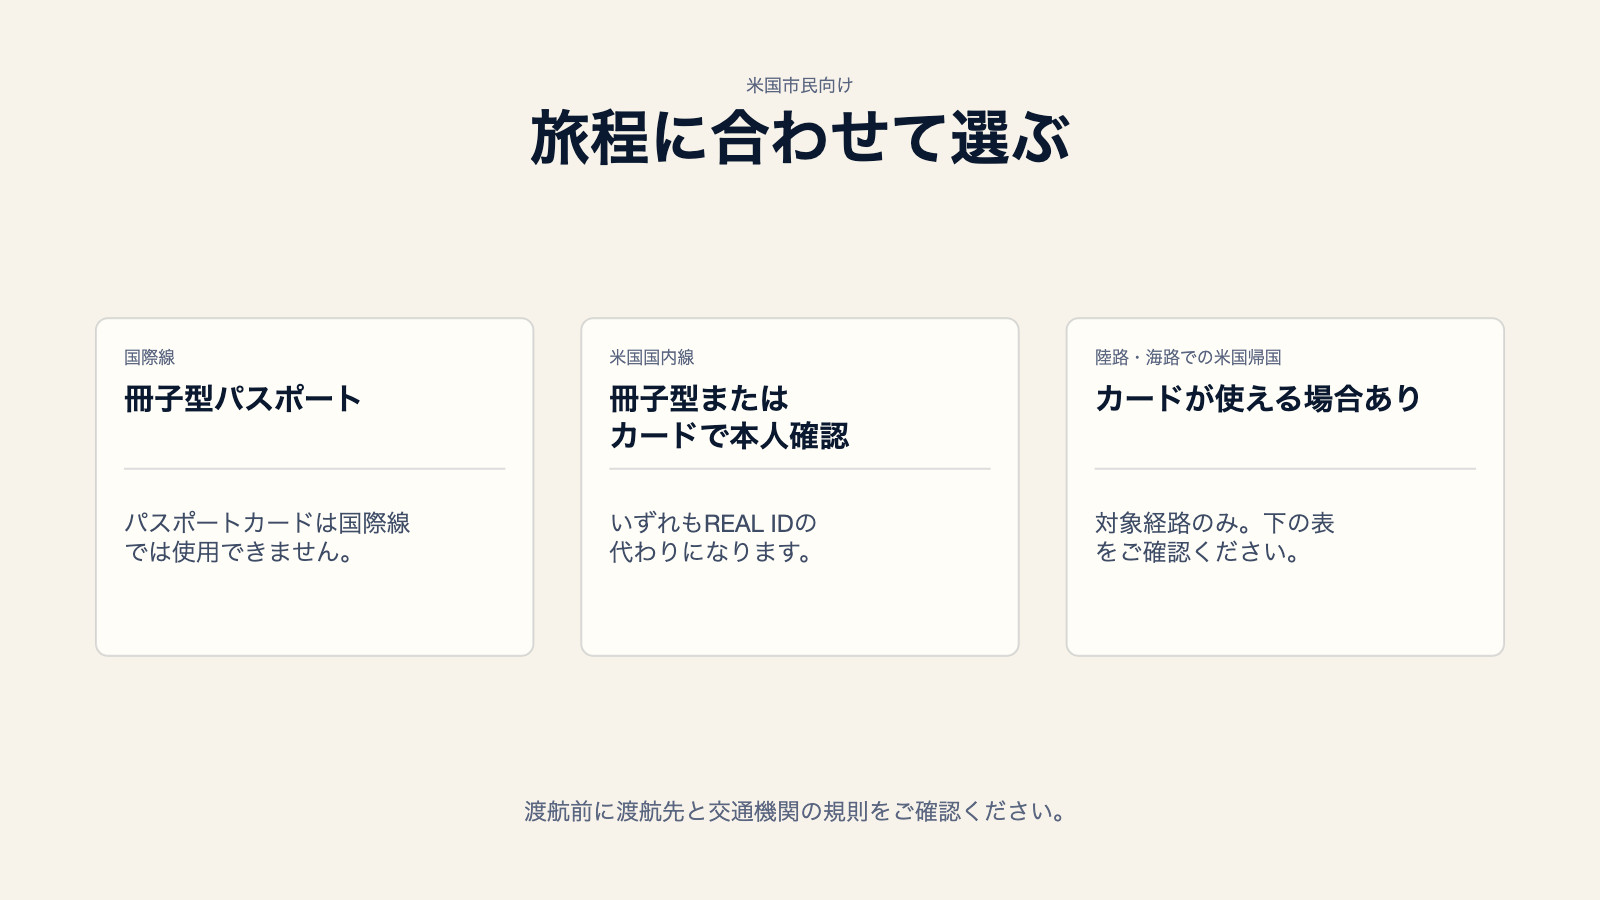 米国市民向け
旅程に合わせて選ぶ
国際線
冊子型パスポート
パスポートカードは国際線
では使用できません。
米国国内線
冊子型または
カードで本人確認
いずれもREAL IDの
代わりになります。
陸路・海路での米国帰国
カードが使える場合あり
対象経路のみ。下の表
をご確認ください。
渡航前に渡航先と交通機関の規則をご確認ください。